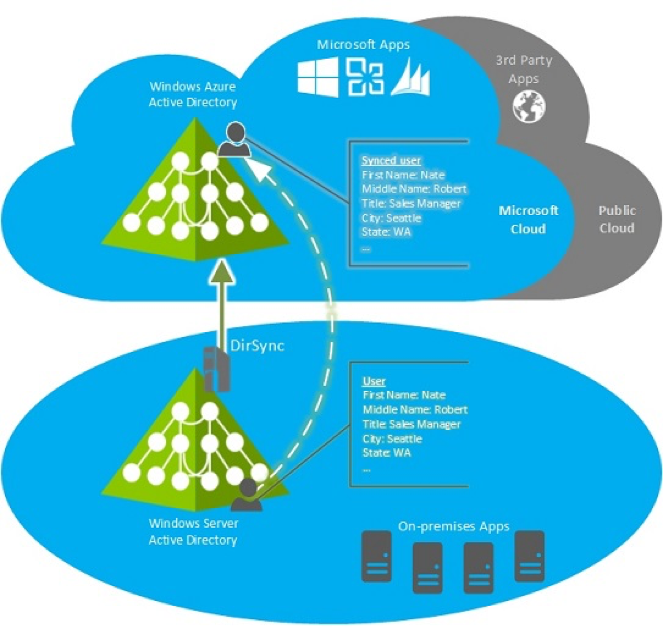 Microsoft Apps
3rd Party
Apps
Windows Azure
Active Directory
Synced user
First Name: Nate
Middle Name: Robert
Title: Sales Manager
City: Seattle
State: WA
...
Microsoft
Cloud
Public
Cloud
DirSync
User
First Name: Nate
Middle Name: Robert
Title: Sales Manager
City: Seattle
State: WA
...
Windows Server
Active Directory
On-premises Apps